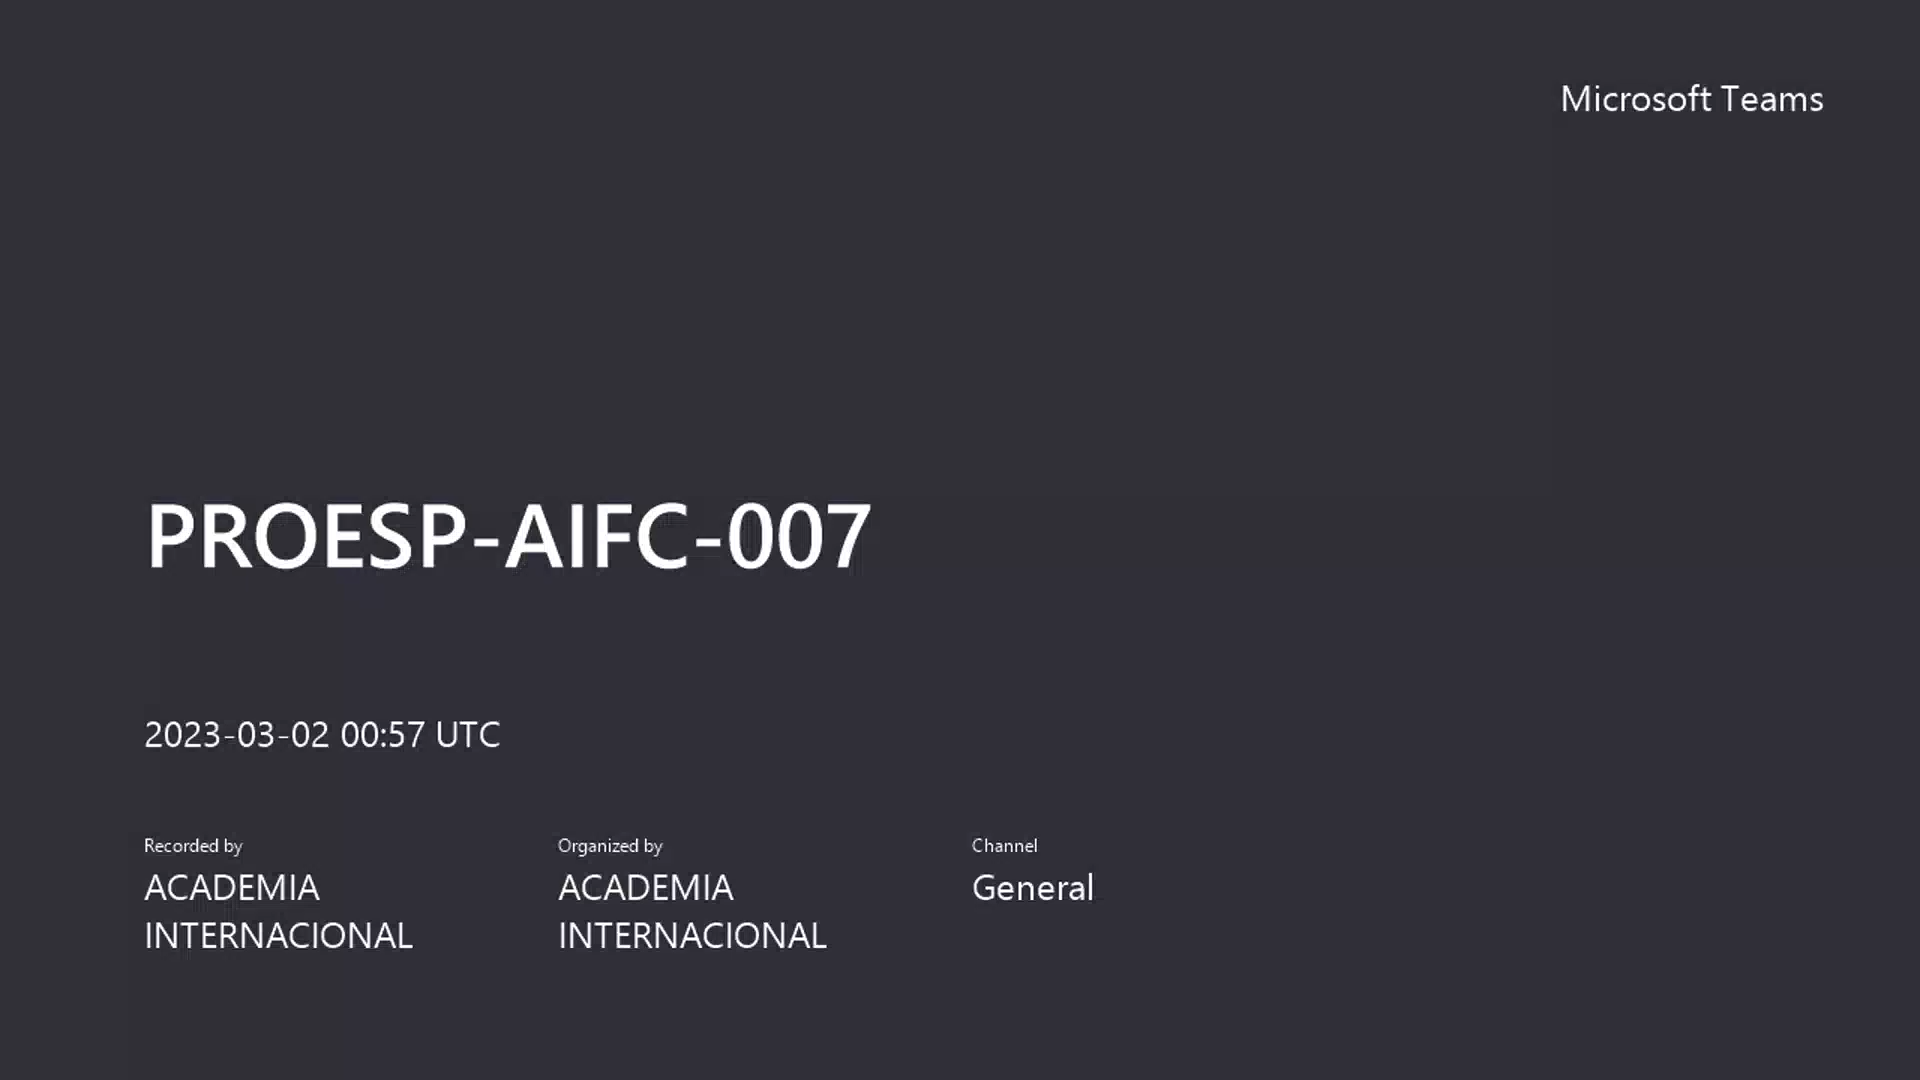 Microsoft Teams
PROESP-AIFC-007
2023-03-02 00:57 UTC
Recorded by
ACADEMIA
INTERNACIONAL
Organized by
ACADEMIA
INTERNACIONAL
Channel
General